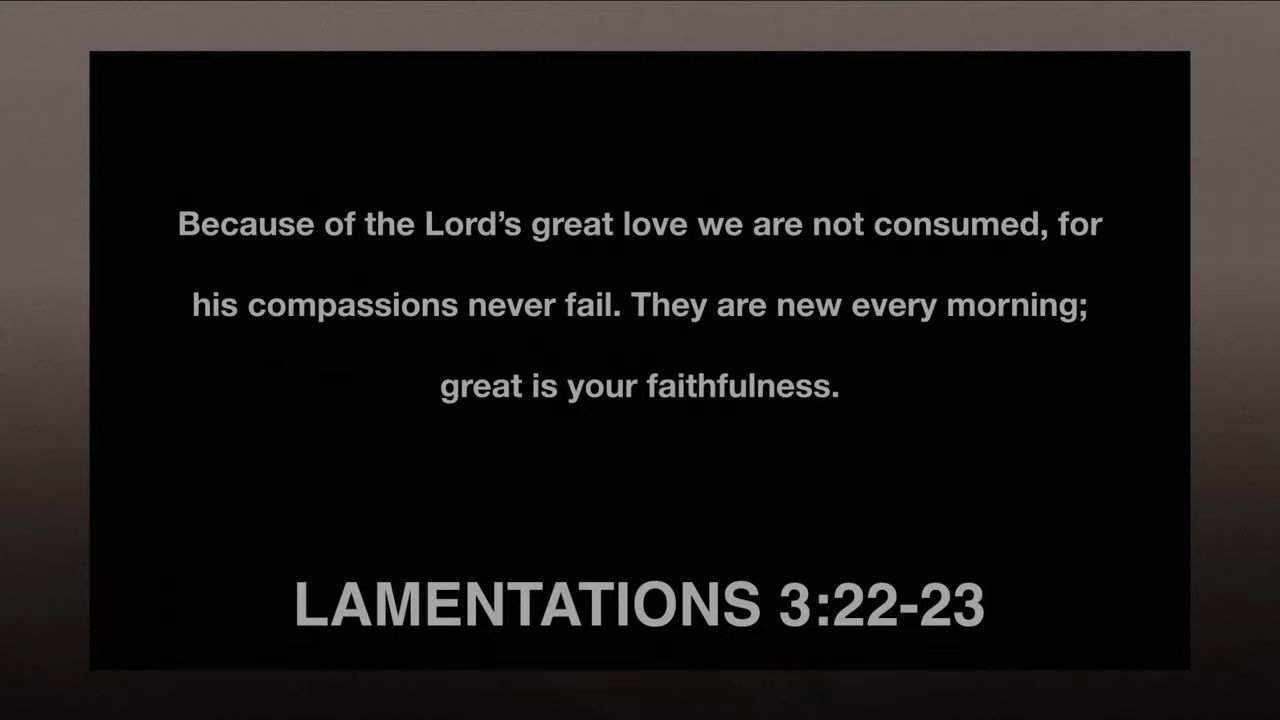 Because of the Lord’s great love we are not consumed, for
his compassions never fail. They are new every morning;
great is your faithfulness.
LAMENTATIONS 3:22-23